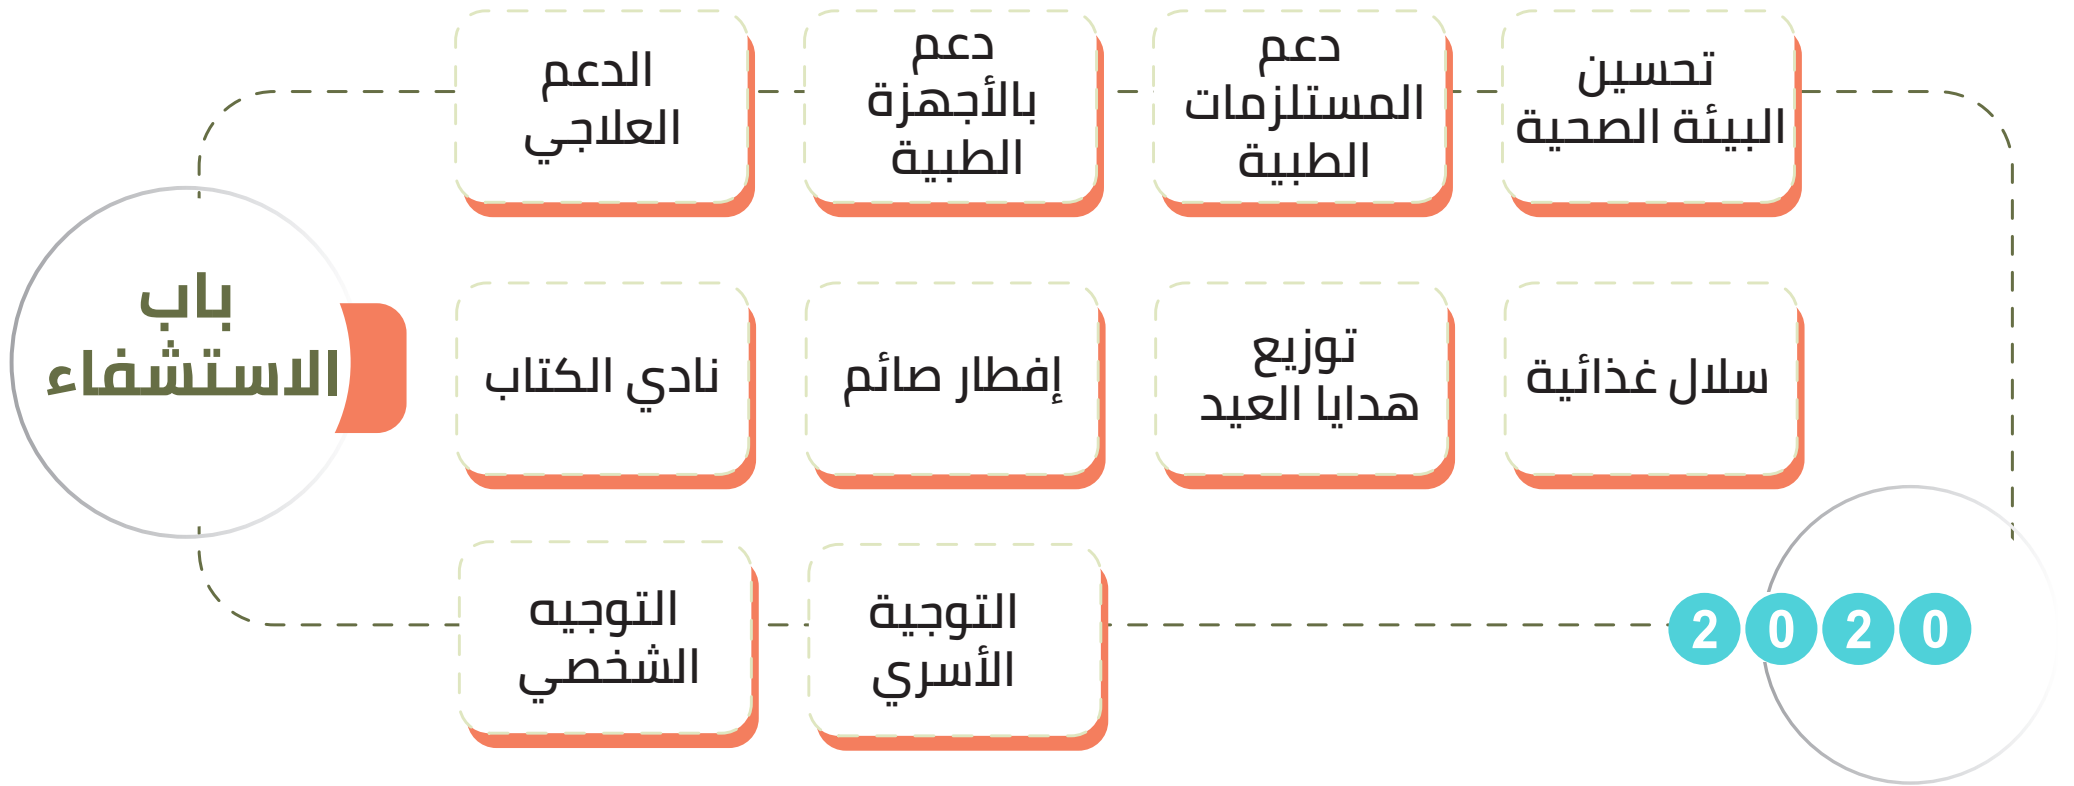 تحسين
البيئة الصحية
دعم
المستلزمات
الطبية
دعم
بالأجهزة
الطبية
الدعم
العلاجي
باب
الاستشفاء
سلال غذائية
توزيع
هدايا العيد
إفطار صائم
نادي الكتاب
التوجية
الأسري
التوجيه
الشخصي
2020